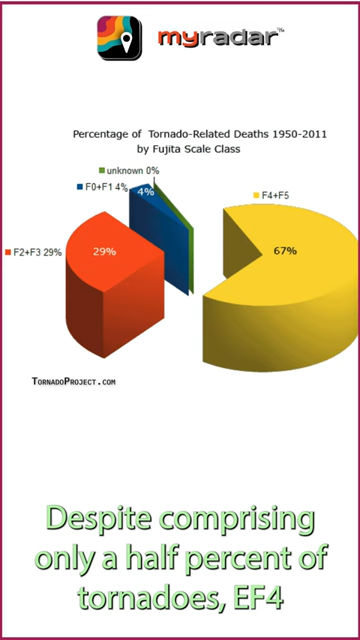 myradar™
Percentage of Tornado-Related Deaths 1950-2011
by Fujita Scale Class
unknown 0%
F0+F1 4%
4%
F4+F5
F2+F3 29%
29%
67%
TornadoProject.com
Despite comprising
only a half percent of
tornadoes, EF4